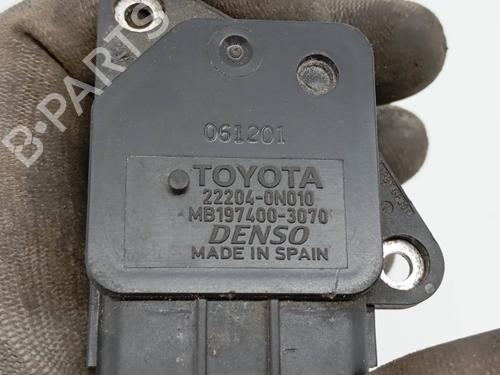 B-PARTS
061201
TOYOTA
22204-0N010
MB197400-3070
DENSO
MADE IN SPAIN